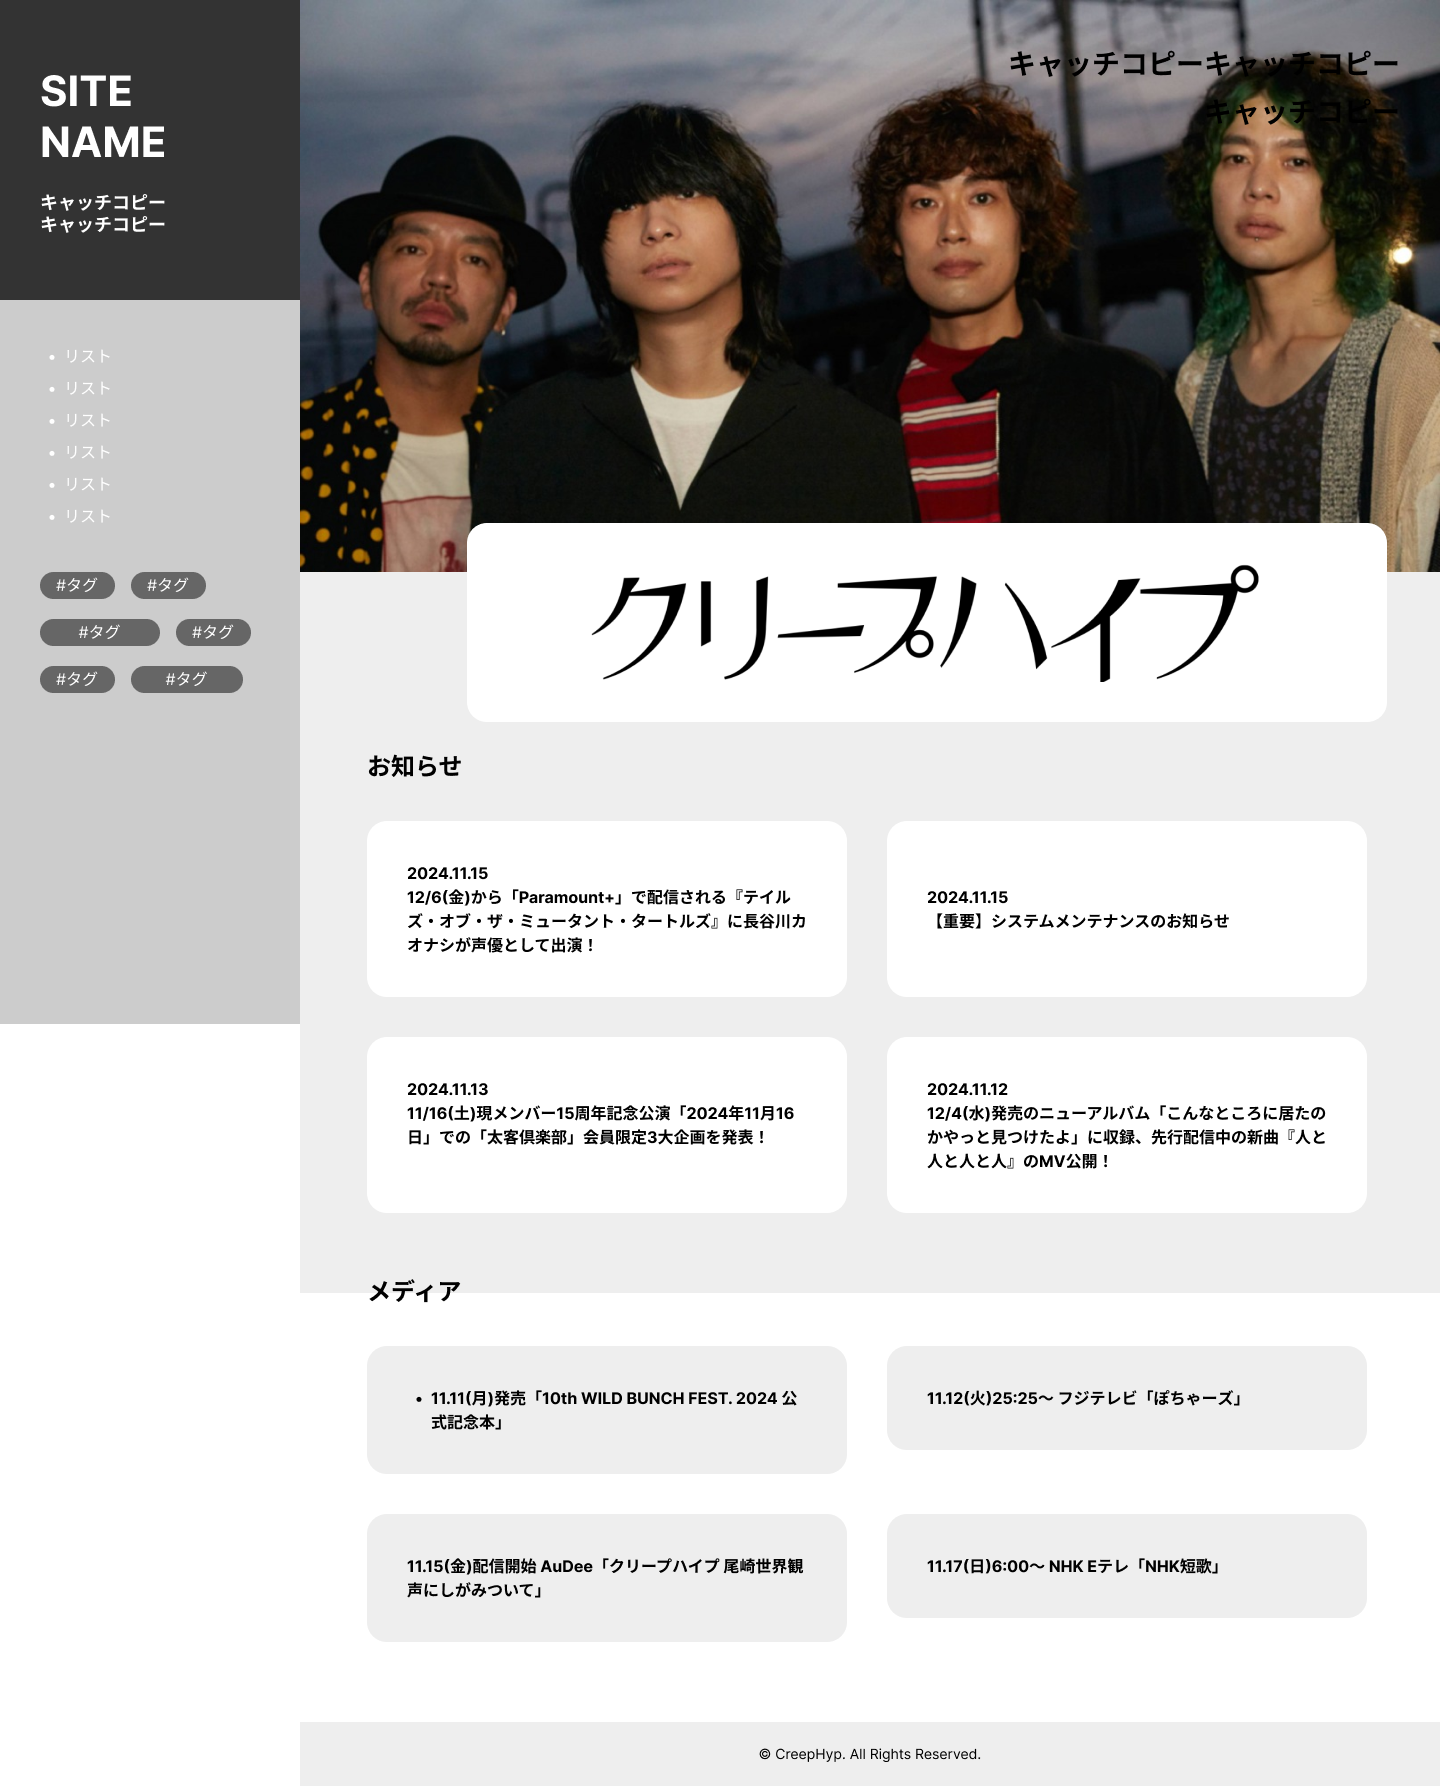 SITE
NAME
キャッチコピー
キャッチコピー
リスト
リスト
リスト
リスト
リスト
リスト
#タグ #タグ
#タグ #タグ
#タグ #タグ
キャッチコピーキャッチコピー
キャッチコピー
クリープハイプ
お知らせ
2024.11.15
12/6(金)から「Paramount+」で配信される『テイル
ズ・オブ・ザ・ミュータント・タートルズ』に長谷川カ
オナシが声優として出演！
2024.11.15
【重要】システムメンテナンスのお知らせ
2024.11.13
11/16(土)現メンバー15周年記念公演「2024年11月16
日」での「太客倶楽部」会員限定3大企画を発表！
2024.11.12
12/4(水)発売のニューアルバム「こんなところに居たの
かやっと見つけたよ」に収録、先行配信中の新曲『人と
人と人と人』のMV公開！
メディア
• 11.11(月)発売「10th WILD BUNCH FEST. 2024 公
式記念本」
11.12(火)25:25〜 フジテレビ「ぽちゃーズ」
11.15(金)配信開始 AuDee「クリープハイプ 尾崎世界観
声にしがみついて」
11.17(日)6:00〜 NHK Eテレ「NHK短歌」
© CreepHyp. All Rights Reserved.